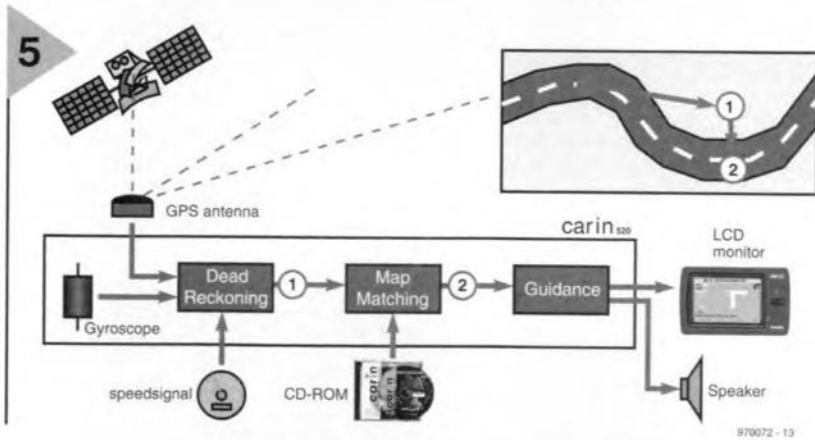 5
1
2
GPS antenna
carin 520
LCD
monitor
Dead
Reckoning
1
Map
Matching
2
Guidance
Gyroscope
speedsignal
CD-ROM
carin
Speaker
970072 - 13